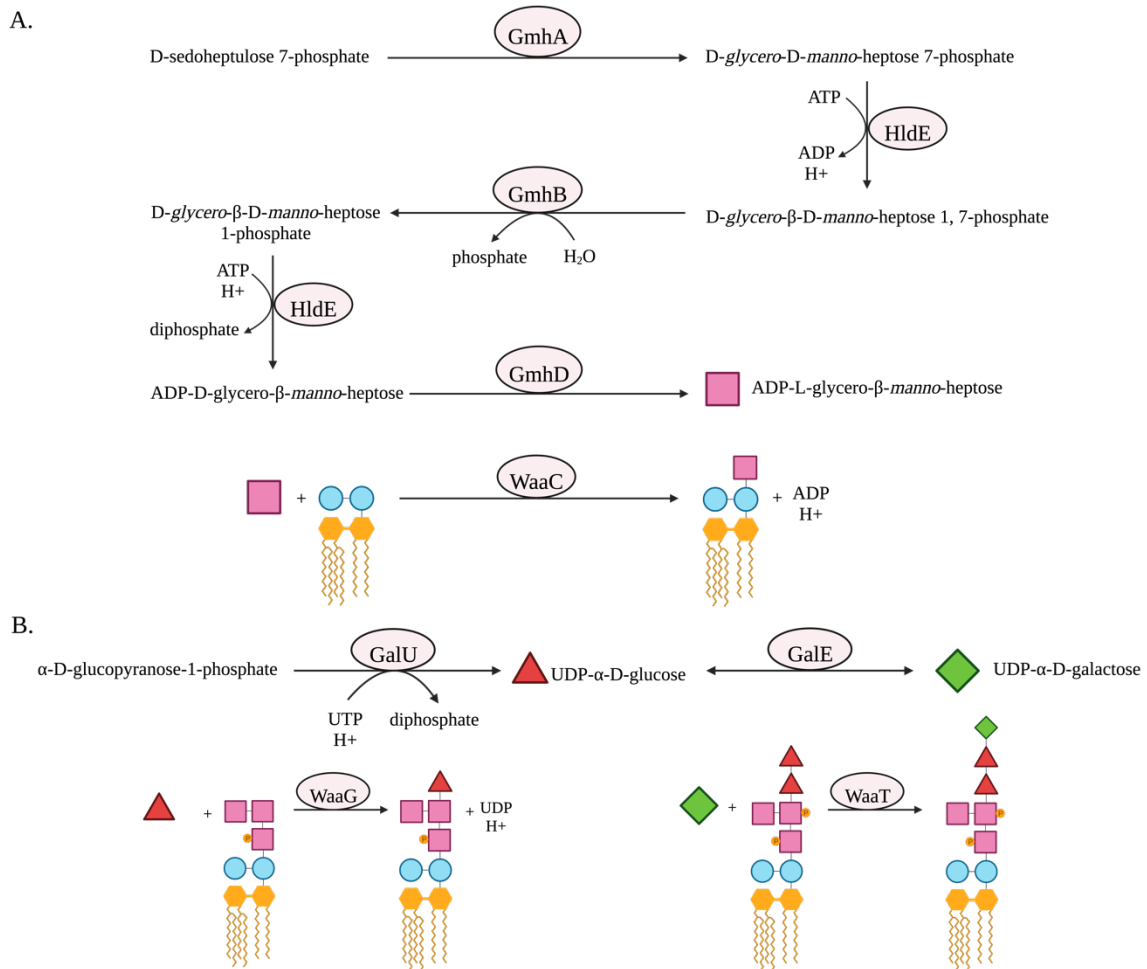 A.
GmhA
D-sedoheptulose 7-phosphate
D-glycero-D-manno-heptose 7-phosphate
ATP
HldE
ADP
H+
GmhB
D-glycero-β-D-manno-heptose
1-phosphate
D-glycero-β-D-manno-heptose 1, 7-phosphate
phosphate
H₂O
ATP
H+
HldE
diphosphate
GmhD
ADP-D-glycero-β-manno-heptose
ADP-L-glycero-β-manno-heptose
WaaC
+
+
ADP
H+
B.
GalU
GalE
α-D-glucopyranose-1-phosphate
UDP-α-D-glucose
UDP-α-D-galactose
UTP
H+
diphosphate
WaaG
+
+ UDP
H+
P
P
WaaT
+
P
P
P
P